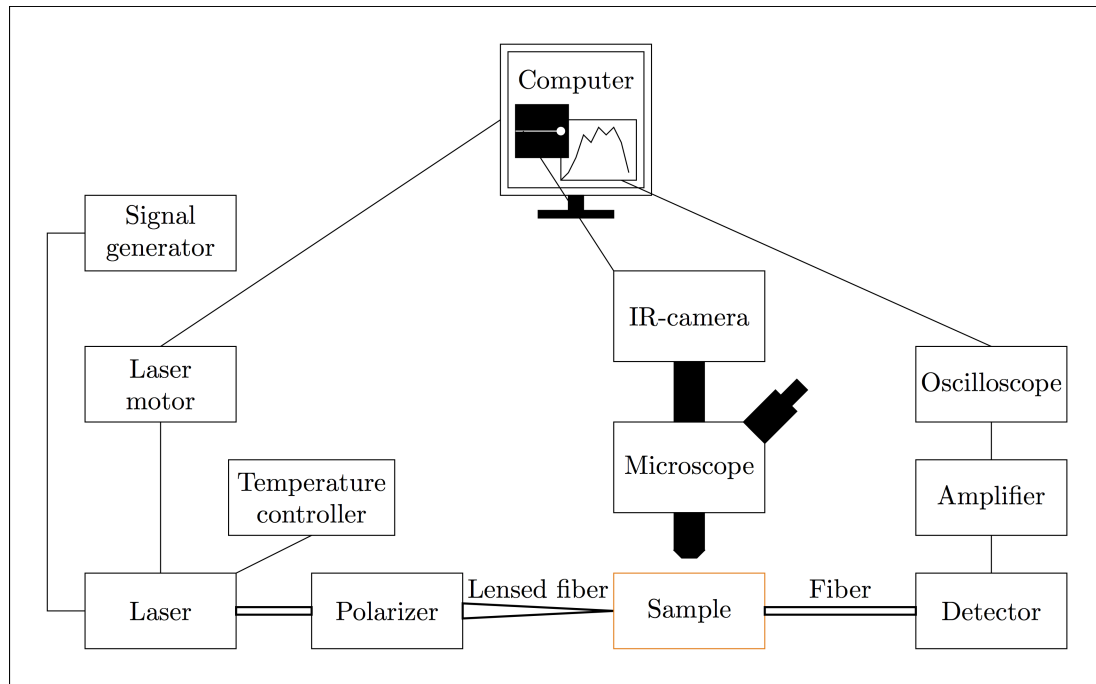 Computer
Signal
generator
IR-camera
Laser
motor
Oscilloscope
Microscope
Temperature
controller
Amplifier
Laser
Polarizer
Lensed fiber
Sample
Fiber
Detector